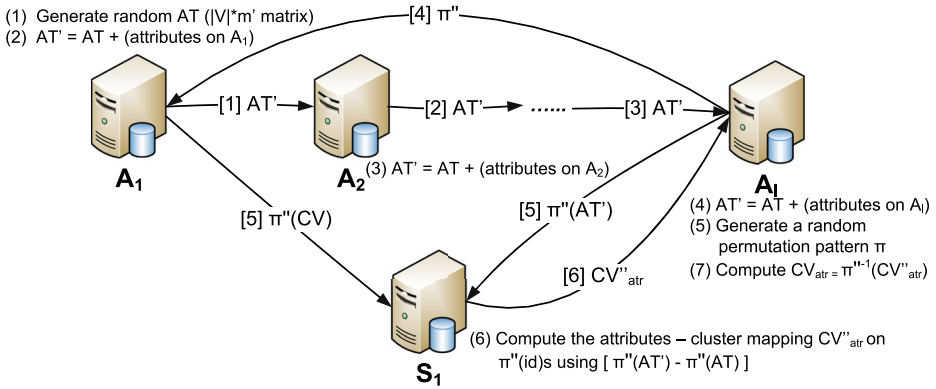 (1) Generate random AT (|V|*m’ matrix)
(2) AT’ = AT + (attributes on A1)
[4] π"
[1] AT’
[2] AT’
......
[3] AT’
A1
A2
(3) AT’ = AT + (attributes on A2)
Al
(4) AT’ = AT + (attributes on Al)
(5) Generate a random
permutation pattern π
(7) Compute CVatr = π"-1(CV’’atr)
[5] π"(CV)
[5] π"(AT’)
[6] CV’’atr
S1
(6) Compute the attributes – cluster mapping CV’’atr on
π"(id)s using [ π"(AT’) - π"(AT) ]